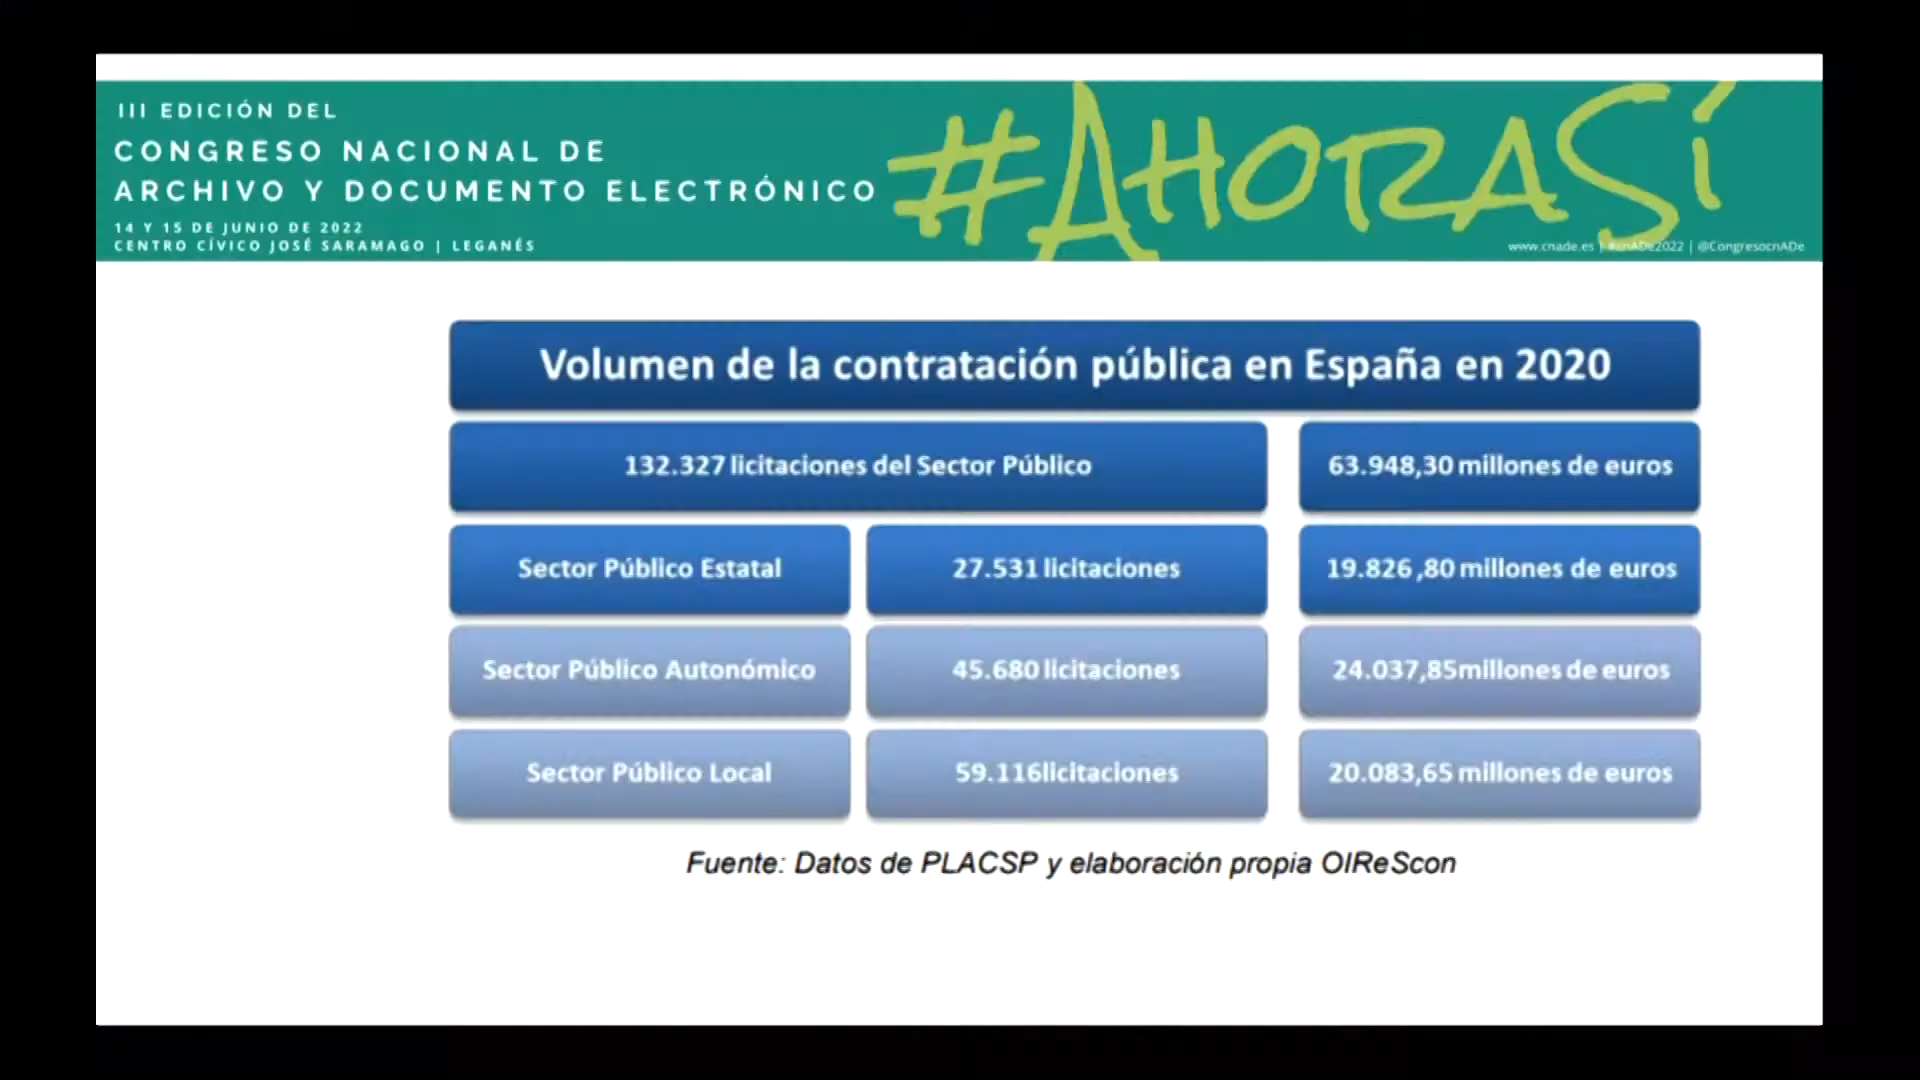 III EDICIÓN DEL
CONGRESO NACIONAL DE
ARCHIVO Y DOCUMENTO ELECTRÓNICO
14 Y 15 DE JUNIO DE 2022
CENTRO CÍVICO JOSÉ SARAMAGO | LEGANÉS
#AHORASÍ
www.cnade.es | #cnADe2022 | @CongresocnADe
Volumen de la contratación pública en España en 2020
132.327 licitaciones del Sector Público 63.948,30 millones de euros
Sector Público Estatal 27.531 licitaciones 19.826,80 millones de euros
Sector Público Autonómico 45.680 licitaciones 24.037,85millones de euros
Sector Público Local 59.116licitaciones 20.083,65 millones de euros
Fuente: Datos de PLACSP y elaboración propia OIReScon